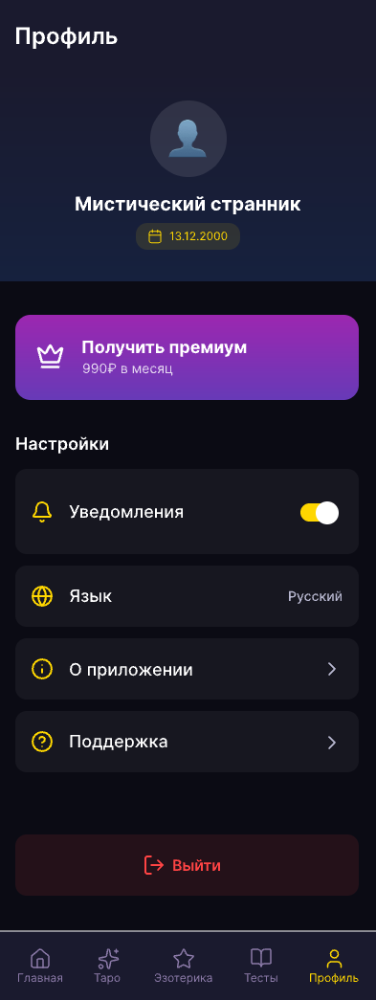 Профиль
Мистический странник
13.12.2000
Получить премиум
990₽ в месяц
Настройки
Уведомления
Язык
Русский
О приложении
Поддержка
Выйти
Главная
Таро
Эзотерика
Тесты
Профиль